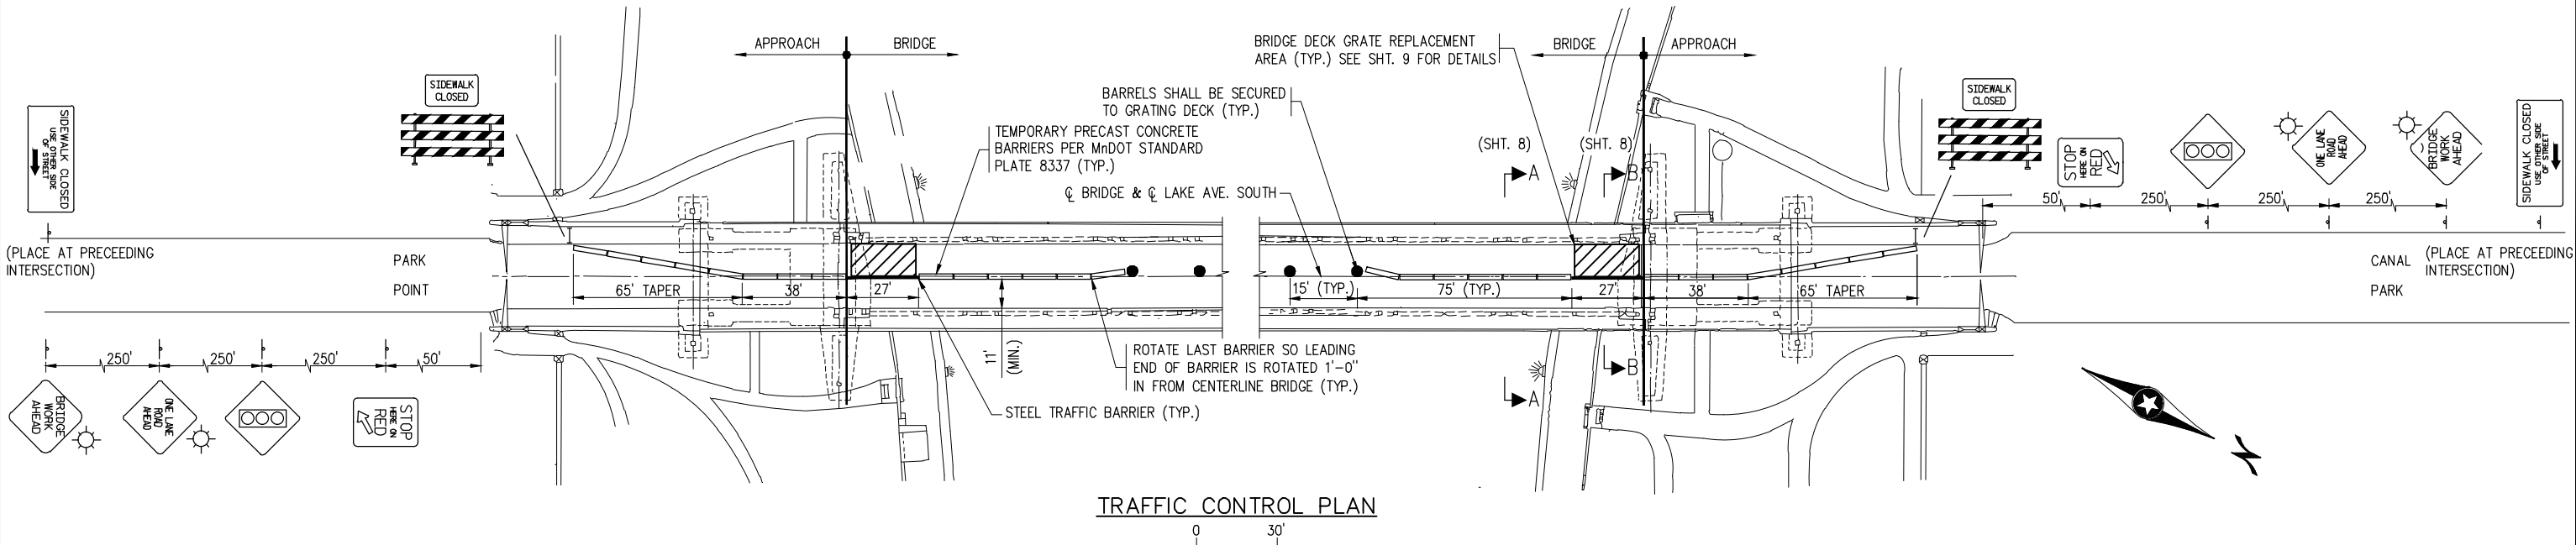 APPROACH
BRIDGE
BRIDGE DECK GRATE REPLACEMENT
AREA (TYP.) SEE SHT. 9 FOR DETAILS
BRIDGE
APPROACH
SIDEWALK
CLOSED
SIDEWALK
CLOSED
SIDEWALK CLOSED
USE OTHER SIDE
OF STREET
BARRELS SHALL BE SECURED
TO GRATING DECK (TYP.)
TEMPORARY PRECAST CONCRETE
BARRIERS PER MnDOT STANDARD
PLATE 8337 (TYP.)
(SHT. 8)
(SHT. 8)
A
B
STOP
HERE ON
RED
ONE LANE
ROAD
AHEAD
BRIDGE
WORK
AHEAD
SIDEWALK CLOSED
USE OTHER SIDE
OF STREET
℄ BRIDGE & ℄ LAKE AVE. SOUTH
50'
250'
250'
250'
(PLACE AT PRECEEDING
INTERSECTION)
PARK
POINT
CANAL
PARK
(PLACE AT PRECEEDING
INTERSECTION)
65' TAPER
38'
27'
15' (TYP.)
75' (TYP.)
27'
38'
65' TAPER
11'
(MIN.)
250'
250'
250'
50'
ROTATE LAST BARRIER SO LEADING
END OF BARRIER IS ROTATED 1'-0"
IN FROM CENTERLINE BRIDGE (TYP.)
B
A
BRIDGE
WORK
AHEAD
ONE LANE
ROAD
AHEAD
STOP
HERE ON
RED
STEEL TRAFFIC BARRIER (TYP.)
N
TRAFFIC CONTROL PLAN
0
30'